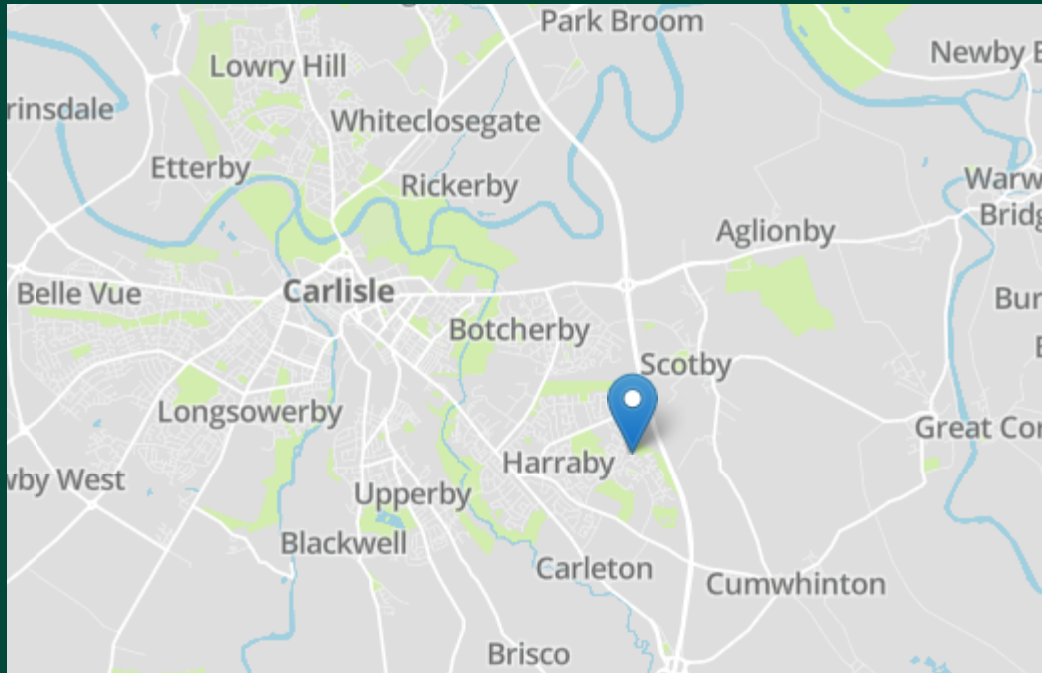 Park Broom
Newby E
Lowry Hill
rinsdale
Whiteclosegate
Etterby
Rickerby
Warw
Bridg
Aglionby
Belle Vue
Carlisle
Bur
Botcherby
E
Scotby
Longsowerby
Great Cor
Harraby
wby West
Upperby
Blackwell
Carleton
Cumwhinton
Brisco